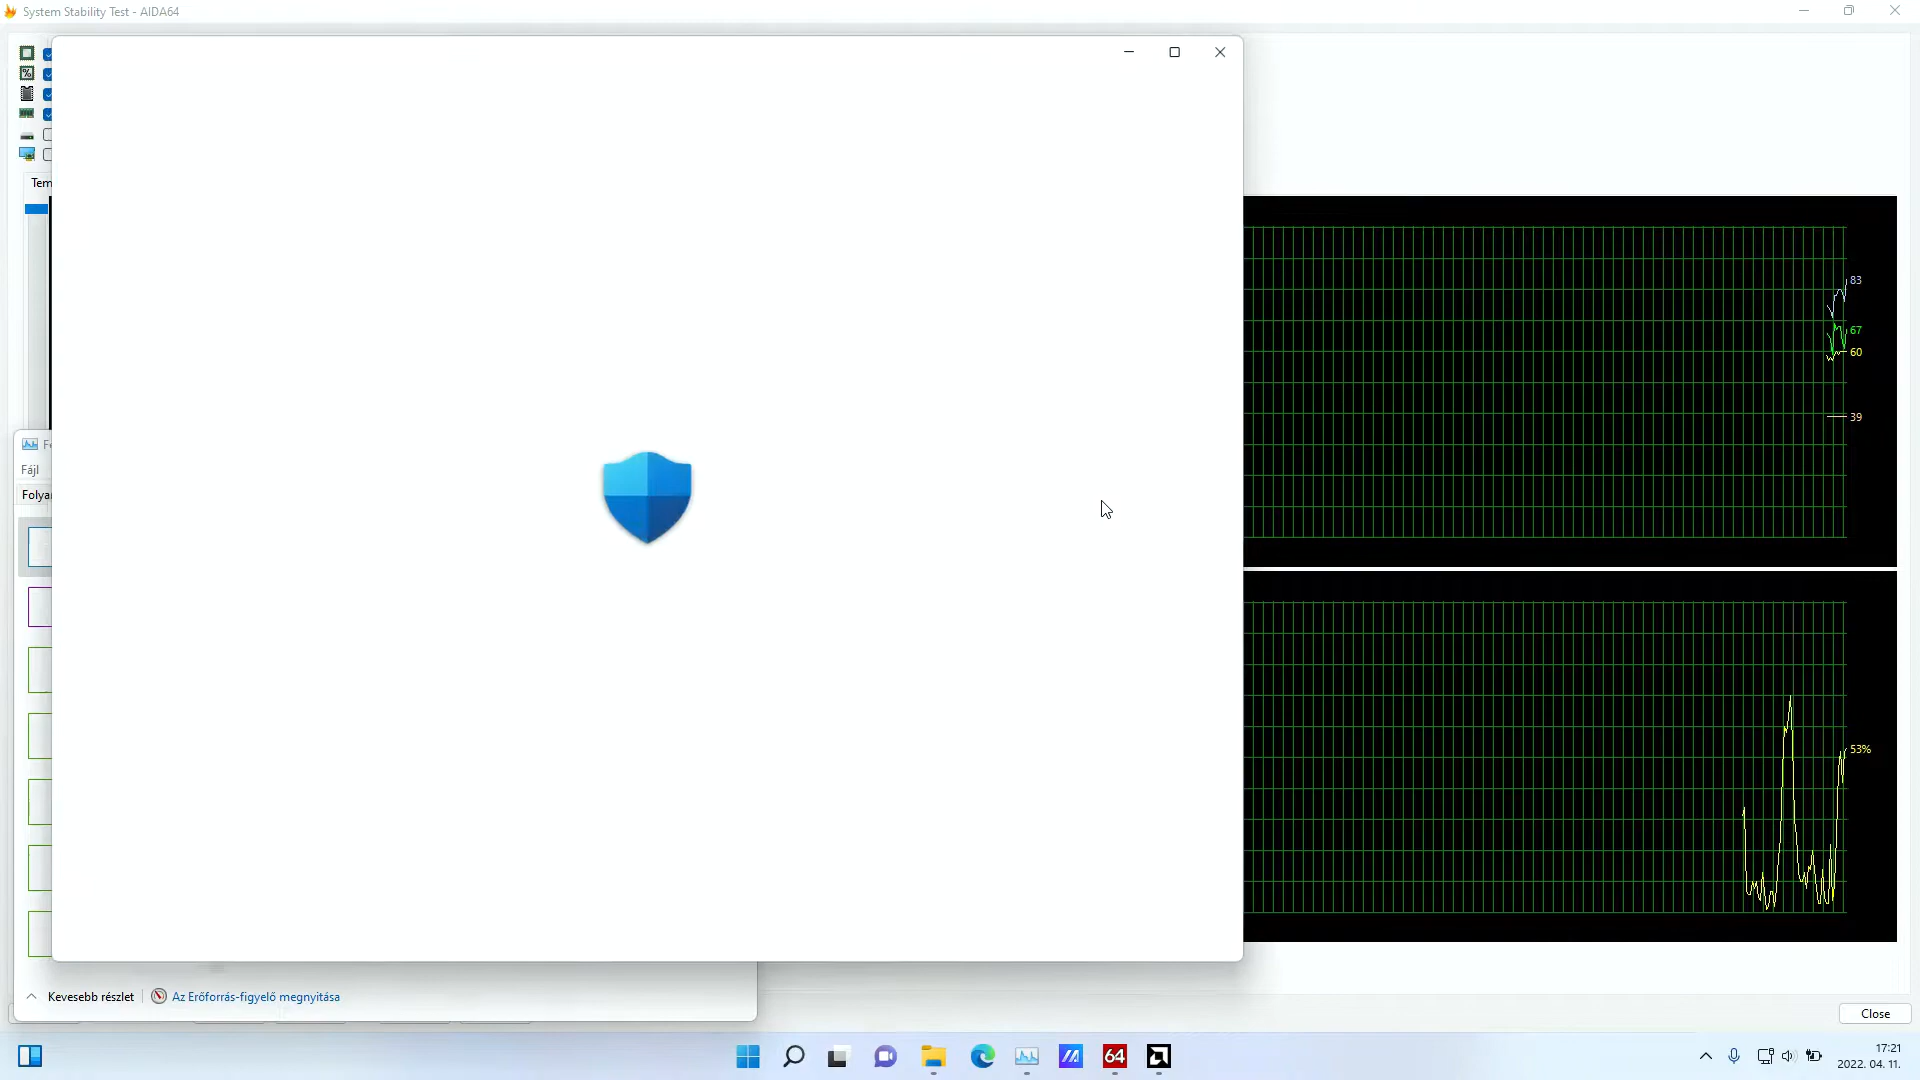 System Stability Test - AIDA64
Tem
83
67
60
39
Fájl
Folya
53%
Kevesebb részlet
Az Erőforrás-figyelő megnyitása
Close
64
17:21
2022. 04. 11.